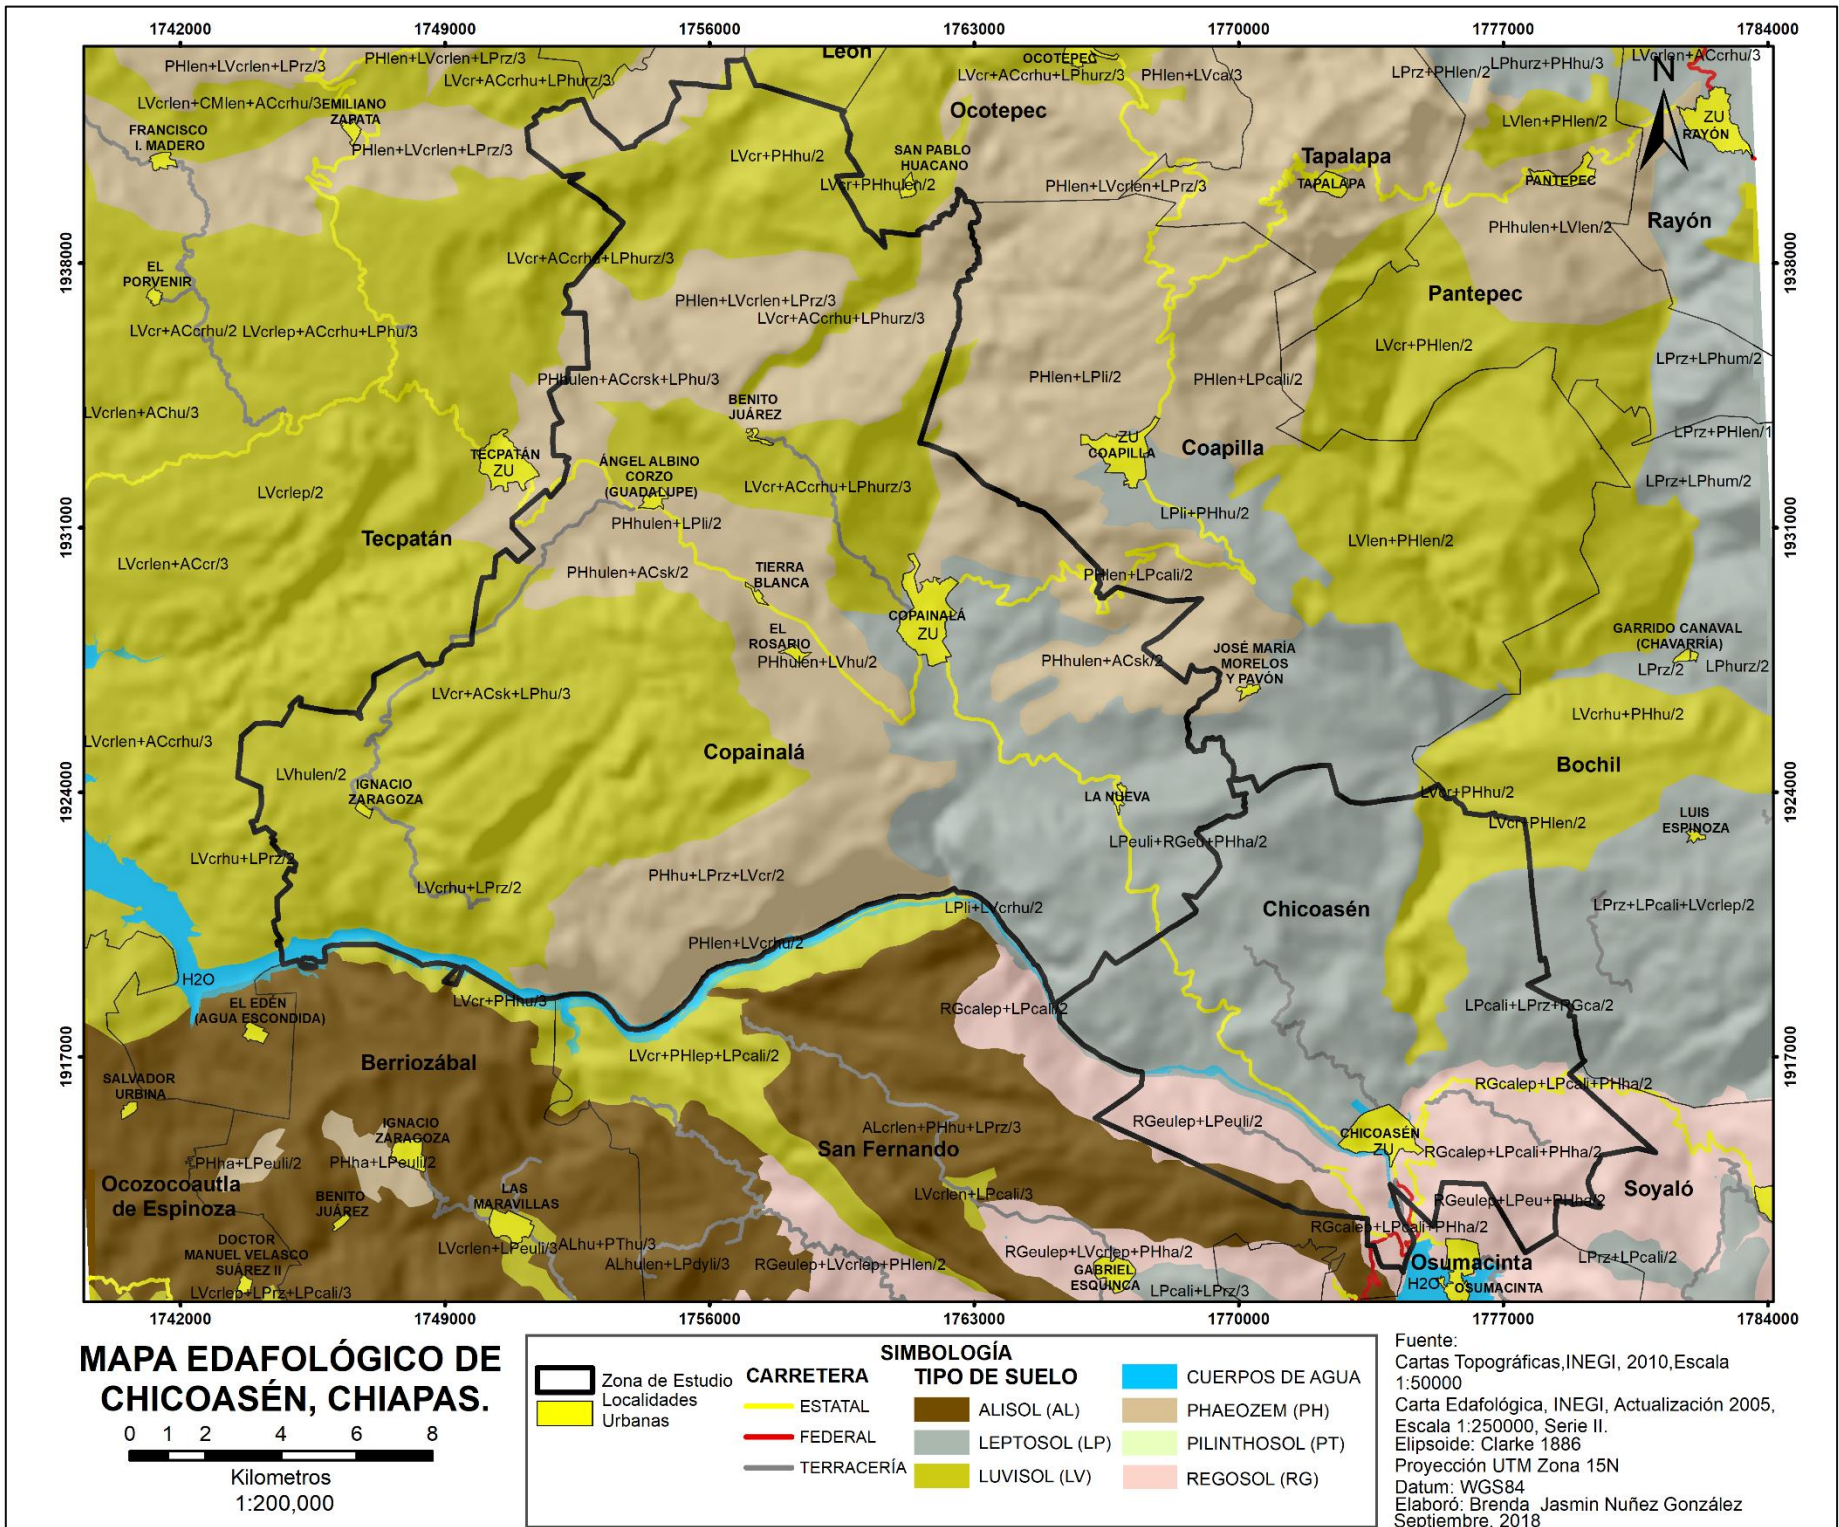 1742000 1749000 1756000 1763000 1770000 1777000 1784000
1938000
1931000
1924000
1917000
PHlen+LVcrlen+LPrz/3
PHlen+LVcrlen+LPrz/3
LVcr+ACcrhu+LPhurz/3
León
OCOTEPEC
LVcr+ACcrhu+LPhurz/3
PHlen+LVca/3
LPrz+PHlen/2
LPhurz+PHhu/3
LVcrlen+ACcrhu/3
N
LVcrlen+CMlen+ACcrhu/3
EMILIANO
ZAPATA
Ocotepec
LVlen+PHlen/2
ZU
RAYÓN
FRANCISCO
I. MADERO
PHlen+LVcrlen+LPrz/3
LVcr+PHhu/2
SAN PABLO
HUACANO
LVcr+PHhulen/2
PHlen+LVcrlen+LPrz/3
Tapalapa
TAPALAPA
PANTEPEC
Rayón
PHhulen+LVlen/2
EL
PORVENIR
LVcr+ACcrhu+LPhurz/3
PHlen+LVcrlen+LPrz/3
LVcr+ACcrhu+LPhurz/3
Pantepec
LVcr+ACcrhu/2
LVcrlep+ACcrhu+LPhu/3
LVcr+PHlen/2
LPrz+LPhum/2
PHhulen+ACcrsk+LPhu/3
PHlen+LPli/2
PHlen+LPcali/2
LVcrlen+AChu/3
BENITO
JUÁREZ
LPrz+PHlen/1
TECPATÁN
ZU
ÁNGEL ALBINO
CORZO
(GUADALUPE)
ZU
COAPILLA
Coapilla
LVcrlep/2
LVcr+ACcrhu+LPhurz/3
LPrz+LPhum/2
PHhulen+LPli/2
LPli+PHhu/2
Tecpatán
LVlen+PHlen/2
LVcrlen+ACcr/3
PHhulen+ACsk/2
TIERRA
BLANCA
PHlen+LPcali/2
COPAINALÁ
ZU
EL
ROSARIO
PHhulen+LVhu/2
PHhulen+ACsk/2
JOSÉ MARÍA
MORELOS
Y PAVÓN
GARRIDO CANAVAL
(CHAVARRÍA)
LPrz/2
LPhurz/2
LVcr+ACsk+LPhu/3
LVcrhu+PHhu/2
LVcrlen+ACcrhu/3
Copainalá
Bochil
LVhulen/2
IGNACIO
ZARAGOZA
LA NUEVA
LVcr+PHhu/2
LVcr+PHlen/2
LUIS
ESPINOZA
LPeuli+RGeu+PHha/2
LVcrhu+LPrz/2
LVcrhu+LPrz/2
PHhu+LPrz+LVcr/2
LPli+LVcrhu/2
Chicoasén
LPrz+LPcali+LVcrlep/2
PHlen+LVcrhu/2
H2O
EL EDÉN
(AGUA ESCONDIDA)
LVcr+PHhu/3
RGcalep+LPcali/2
LPcali+LPrz+RGca/2
Berriozábal
LVcr+PHlep+LPcali/2
SALVADOR
URBINA
RGcalep+LPcali+PHha/2
IGNACIO
ZARAGOZA
ALcrlen+PHhu+LPrz/3
RGeulep+LPeuli/2
CHICOASÉN
ZU
San Fernando
PHha+LPeuli/2
PHha+LPeuli/2
RGcalep+LPcali+PHha/2
Ocozocoautla
de Espinoza
BENITO
JUÁREZ
LAS
MARAVILLAS
LVcrlen+LPcali/3
RGeulep+LPeu+PHha/2
Soyaló
RGcalep+LPcali+PHha/2
DOCTOR
MANUEL VELASCO
SUÁREZ II
LVcrlen+LPeuli/3
ALhu+PThu/3
ALhulen+LPdyli/3
RGeulep+LVcrlep+PHlen/2
RGeulep+LVcrlep+PHha/2
GABRIEL
ESQUINCA
LPrz+LPcali/2
Osumacinta
H2O
OSUMACINTA
LVcrlep+LPrz+LPcali/3
LPcali+LPrz/3
1938000
1931000
1924000
1917000
1742000 1749000 1756000 1763000 1770000 1777000 1784000
MAPA EDAFOLÓGICO DE
CHICOASÉN, CHIAPAS.
0 1 2 4 6 8
Kilometros
1:200,000
SIMBOLOGÍA
Zona de Estudio
Localidades
Urbanas
CARRETERA
ESTATAL
FEDERAL
TERRACERÍA
TIPO DE SUELO
ALISOL (AL)
LEPTOSOL (LP)
LUVISOL (LV)
CUERPOS DE AGUA
PHAEOZEM (PH)
PILINTHOSOL (PT)
REGOSOL (RG)
Fuente:
Cartas Topográficas,INEGI, 2010,Escala
1:50000
Carta Edafológica, INEGI, Actualización 2005,
Escala 1:250000, Serie II.
Elipsoide: Clarke 1886
Proyección UTM Zona 15N
Datum: WGS84
Elaboró: Brenda Jasmin Nuñez González
Septiembre, 2018